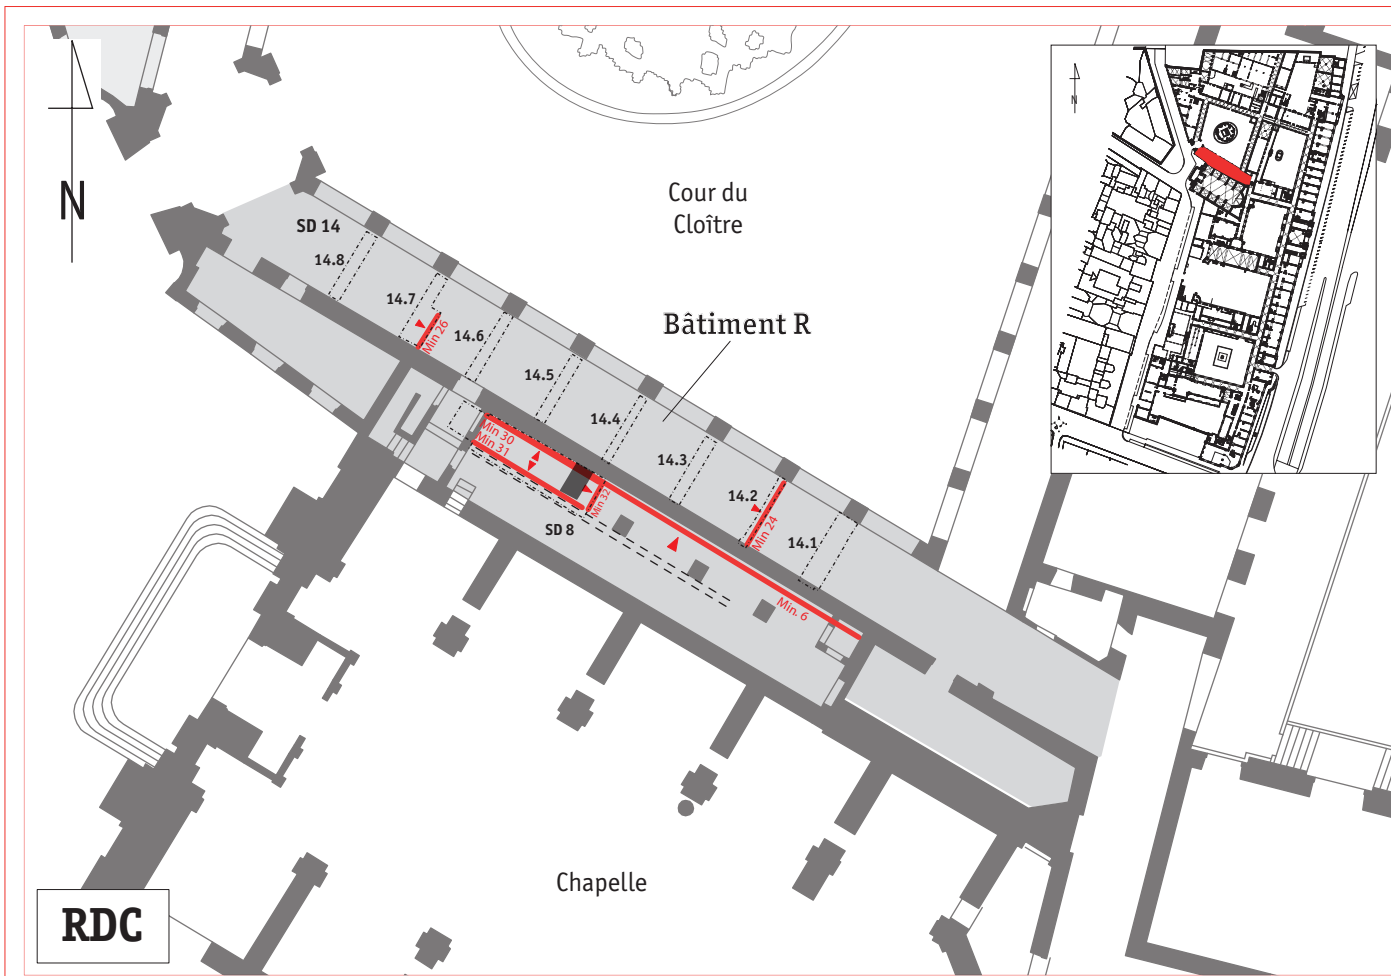 N
Cour du
Cloître
N
SD 14
14.8
14.7
Min 26
14.6
Bâtiment R
14.5
14.4
Min 30
Min 31
14.3
14.2
Min 32
Min 24
SD 8
14.1
Min. 6
Chapelle
RDC